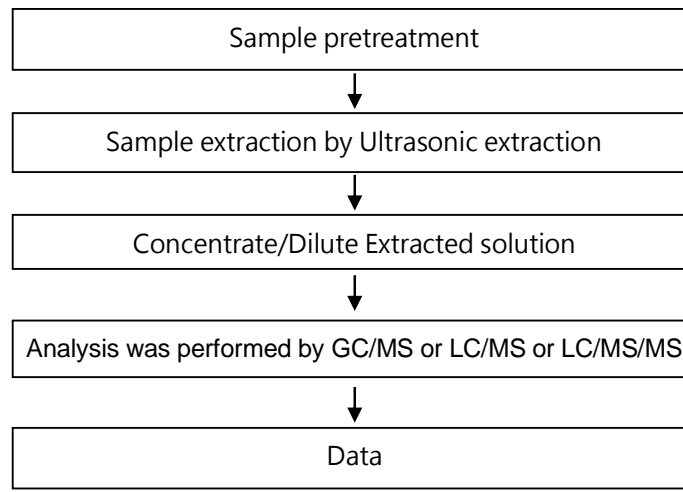 Sample pretreatment
Sample extraction by Ultrasonic extraction
Concentrate/Dilute Extracted solution
Analysis was performed by GC/MS or LC/MS or LC/MS/MS
Data